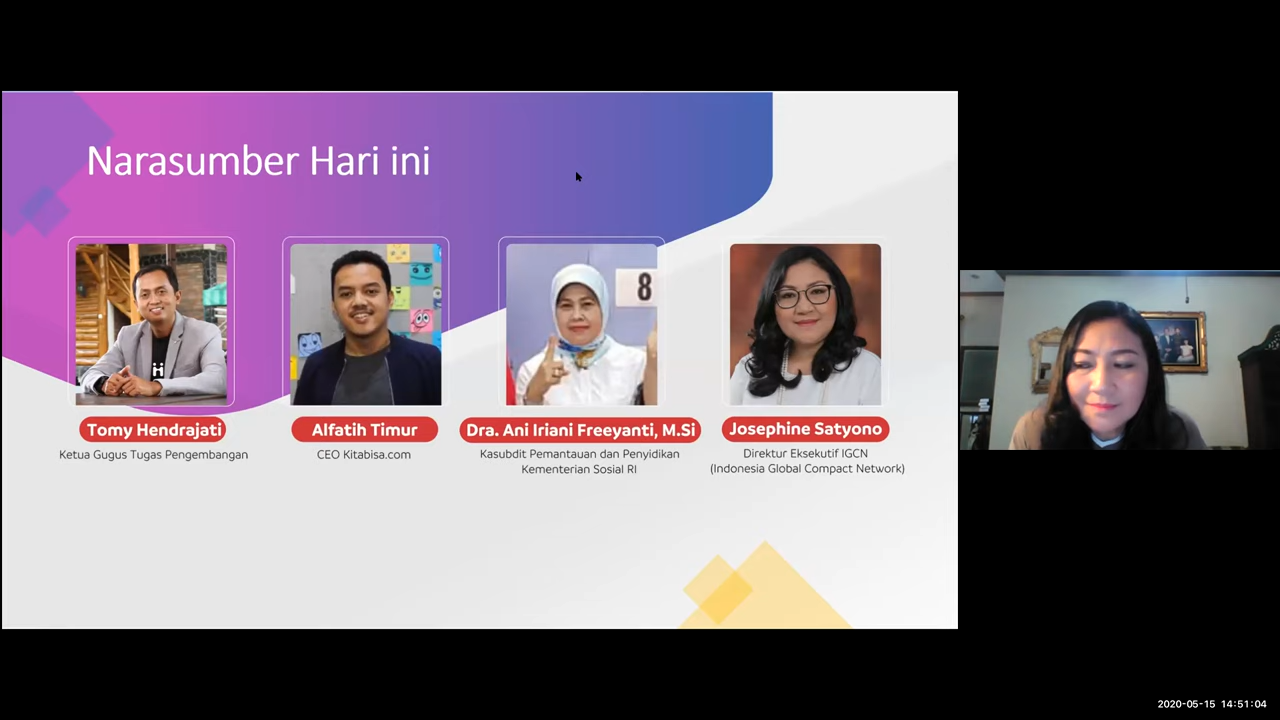 Narasumber Hari ini
8
Tomy Hendrajati
Ketua Gugus Tugas Pengembangan
Alfatih Timur
CEO Kitabisa.com
Dra. Ani Iriani Freeyanti, M.Si
Kasubdit Pemantauan dan Penyidikan
Kementerian Sosial RI
Josephine Satyono
Direktur Eksekutif IGCN
(Indonesia Global Compact Network)
2020-05-15 14:51:04